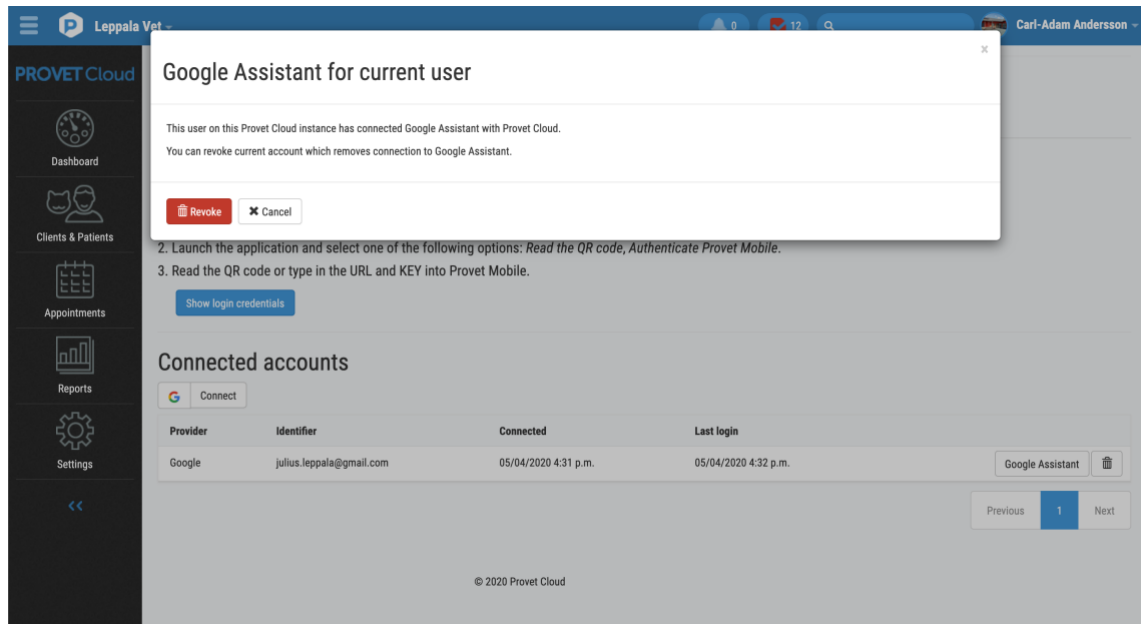 Leppala Vet
0
12
Carl-Adam Andersson
PROVET Cloud
Dashboard
Clients & Patients
Appointments
Reports
Settings
<<
×
Google Assistant for current user
This user on this Provet Cloud instance has connected Google Assistant with Provet Cloud.
You can revoke current account which removes connection to Google Assistant.
Revoke
Cancel
2. Launch the application and select one of the following options: Read the QR code, Authenticate Provet Mobile.
3. Read the QR code or type in the URL and KEY into Provet Mobile.
Show login credentials
Connected accounts
G Connect
Provider Identifier Connected Last login
Google julius.leppala@gmail.com 05/04/2020 4:31 p.m. 05/04/2020 4:32 p.m. Google Assistant
Previous 1 Next
© 2020 Provet Cloud